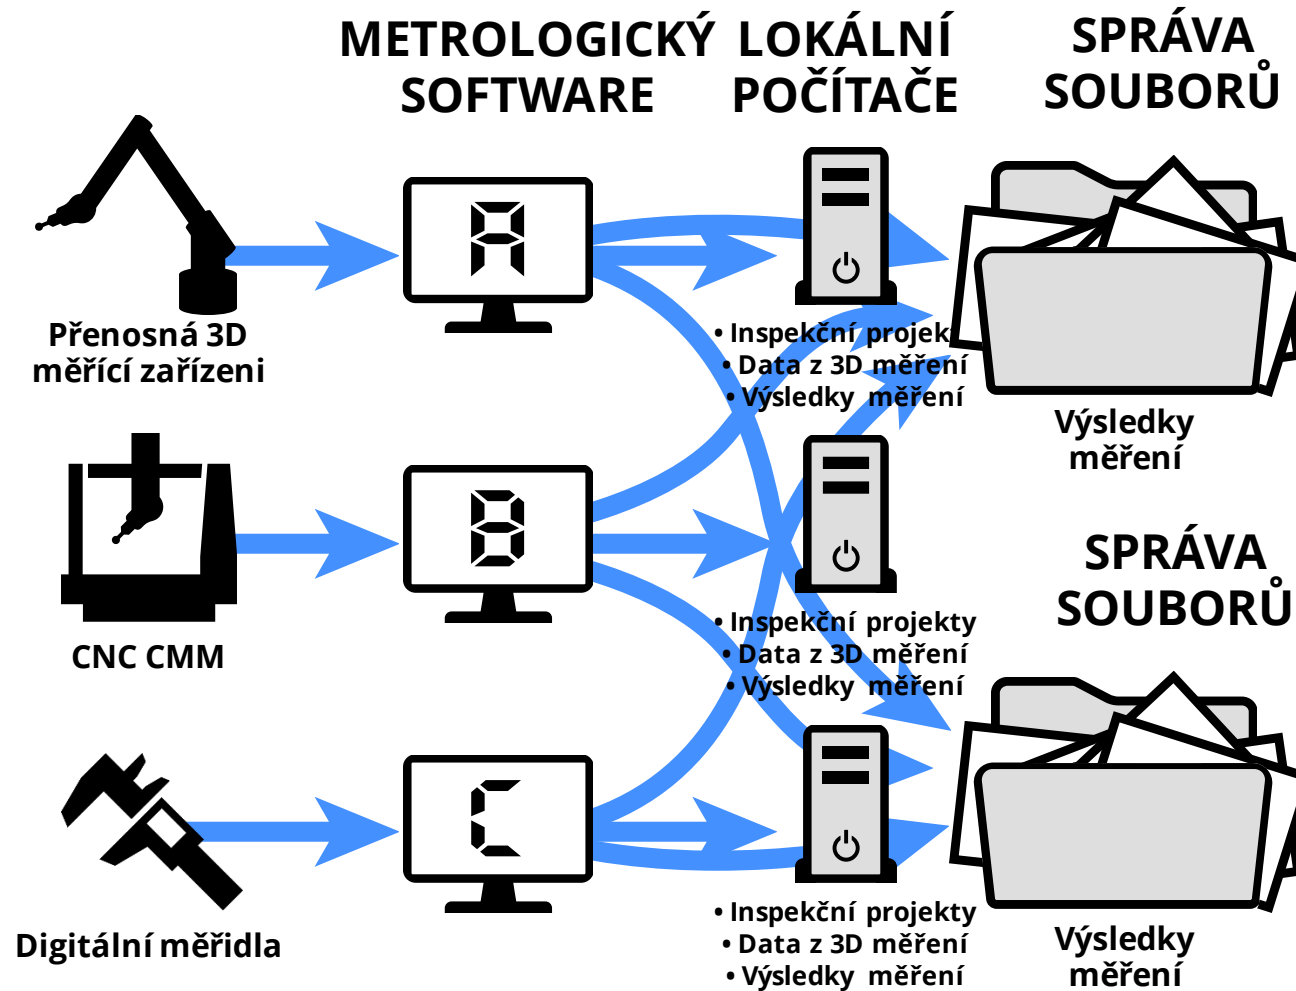 METROLOGICKÝ
SOFTWARE
LOKÁLNÍ
POČÍTAČE
SPRÁVA
SOUBORŮ
A
Přenosná 3D
měřící zařízeni
• Inspekční projek
• Data z 3D měření
• Výsledky měření
Výsledky
měření
B
CNC CMM
• Inspekční projekty
• Data z 3D měření
• Výsledky měření
SPRÁVA
SOUBORŮ
C
Digitální měřidla
• Inspekční projekty
• Data z 3D měření
• Výsledky měření
Výsledky
měření